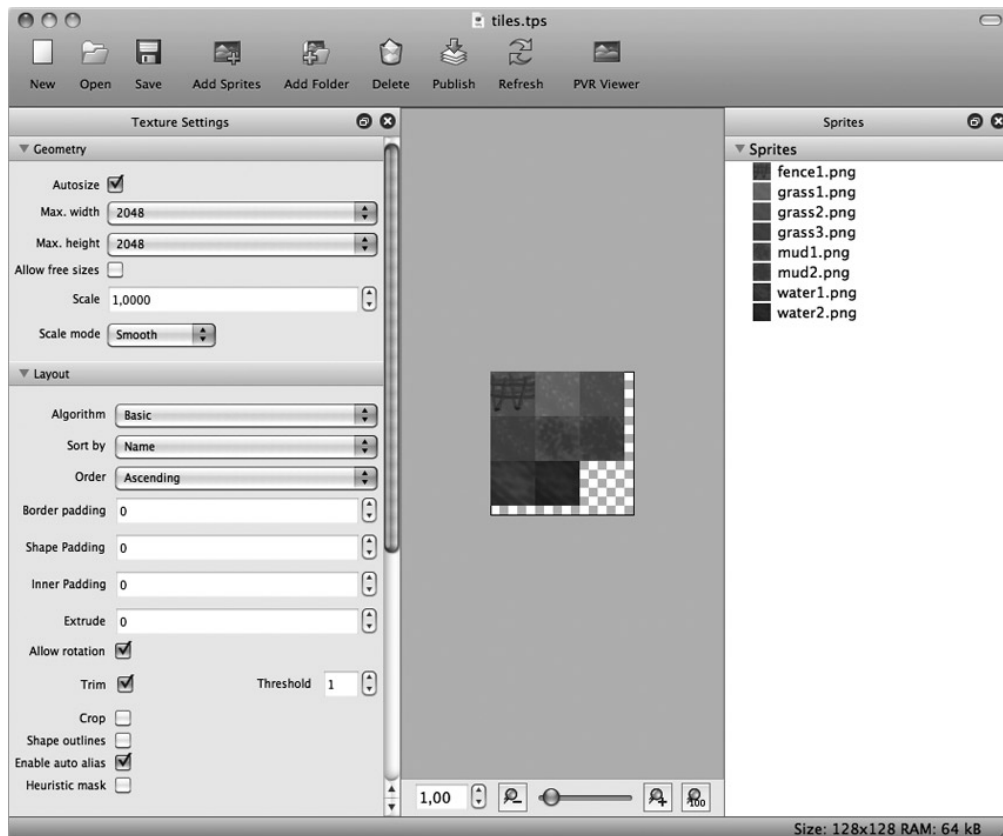 tiles.tps
New Open Save Add Sprites Add Folder Delete Publish Refresh PVR Viewer
Texture Settings
Geometry
Autosize
Max. width 2048
Max. height 2048
Allow free sizes
Scale 1,0000
Scale mode Smooth
Layout
Algorithm Basic
Sort by Name
Order Ascending
Border padding 0
Shape Padding 0
Inner Padding 0
Extrude 0
Allow rotation
Trim Threshold 1
Crop
Shape outlines
Enable auto alias
Heuristic mask
1,00
100
Sprites
Sprites
fence1.png
grass1.png
grass2.png
grass3.png
mud1.png
mud2.png
water1.png
water2.png
Size: 128x128 RAM: 64 kB